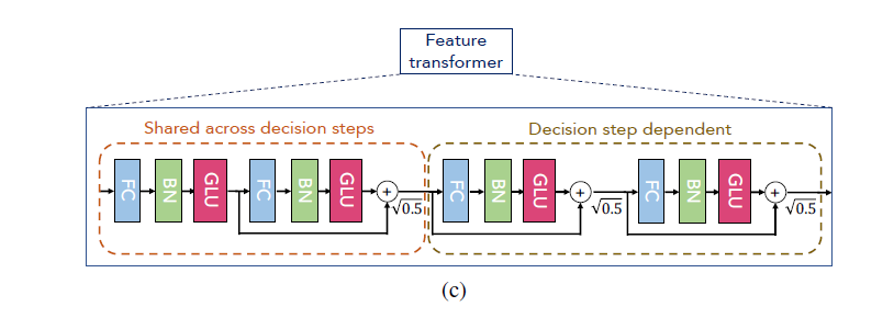 Feature
transformer
Shared across decision steps
Decision step dependent
FC BN GLU FC BN GLU + √0.5 FC BN GLU + √0.5 FC BN GLU + √0.5
(c)